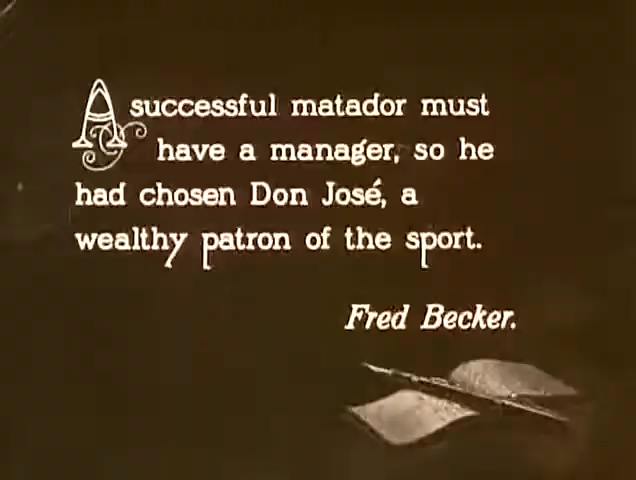 A successful matador must
have a manager, so he
had chosen Don José, a
wealthy patron of the sport.
Fred Becker.